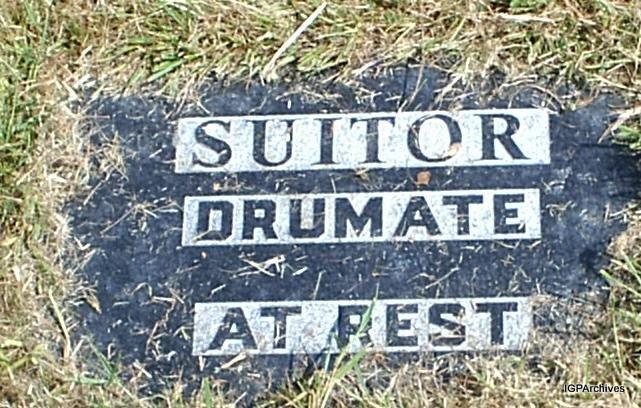 SUITOR
DRUMATE
AT REST
IGPArchives